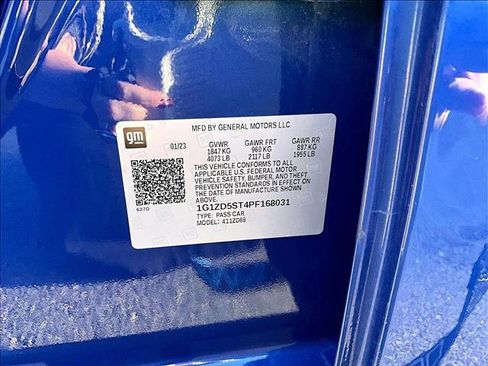 MFD BY GENERAL MOTORS LLC
gm
01/23 GVWR GAWR FRT GAWR RR
1847 KG 960 KG 887 KG
4073 LB 2117 LB 1955 LB
THIS VEHICLE CONFORMS TO ALL
APPLICABLE U.S. FEDERAL MOTOR
VEHICLE SAFETY, BUMPER, AND THEFT
PREVENTION STANDARDS IN EFFECT ON
THE DATE OF MANUFACTURE SHOWN
ABOVE.
1G1ZD5ST4PF168031
TYPE: PASS CAR
MODEL: 411ZD69